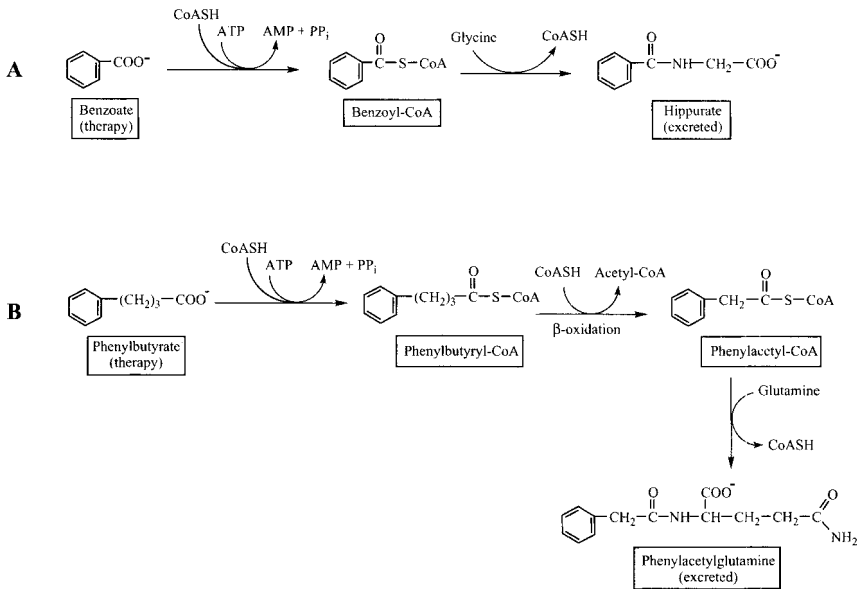 A
CoASH
ATP
AMP + PPi
COO-
Benzoate
(therapy)
O
C—S—CoA
Benzoyl-CoA
Glycine
CoASH
O
C—NH—CH2—COO-
Hippurate
(excreted)
B
CoASH
ATP
AMP + PPi
(CH2)3—COO-
Phenylbutyrate
(therapy)
O
(CH2)3—C—S—CoA
Phenylbutyryl-CoA
CoASH
Acetyl-CoA
β-oxidation
O
CH2—C—S—CoA
Phenylacetyl-CoA
Glutamine
CoASH
O
COO-
O
CH2—C—NH—CH—CH2—CH2—C
NH2
Phenylacetylglutamine
(excreted)